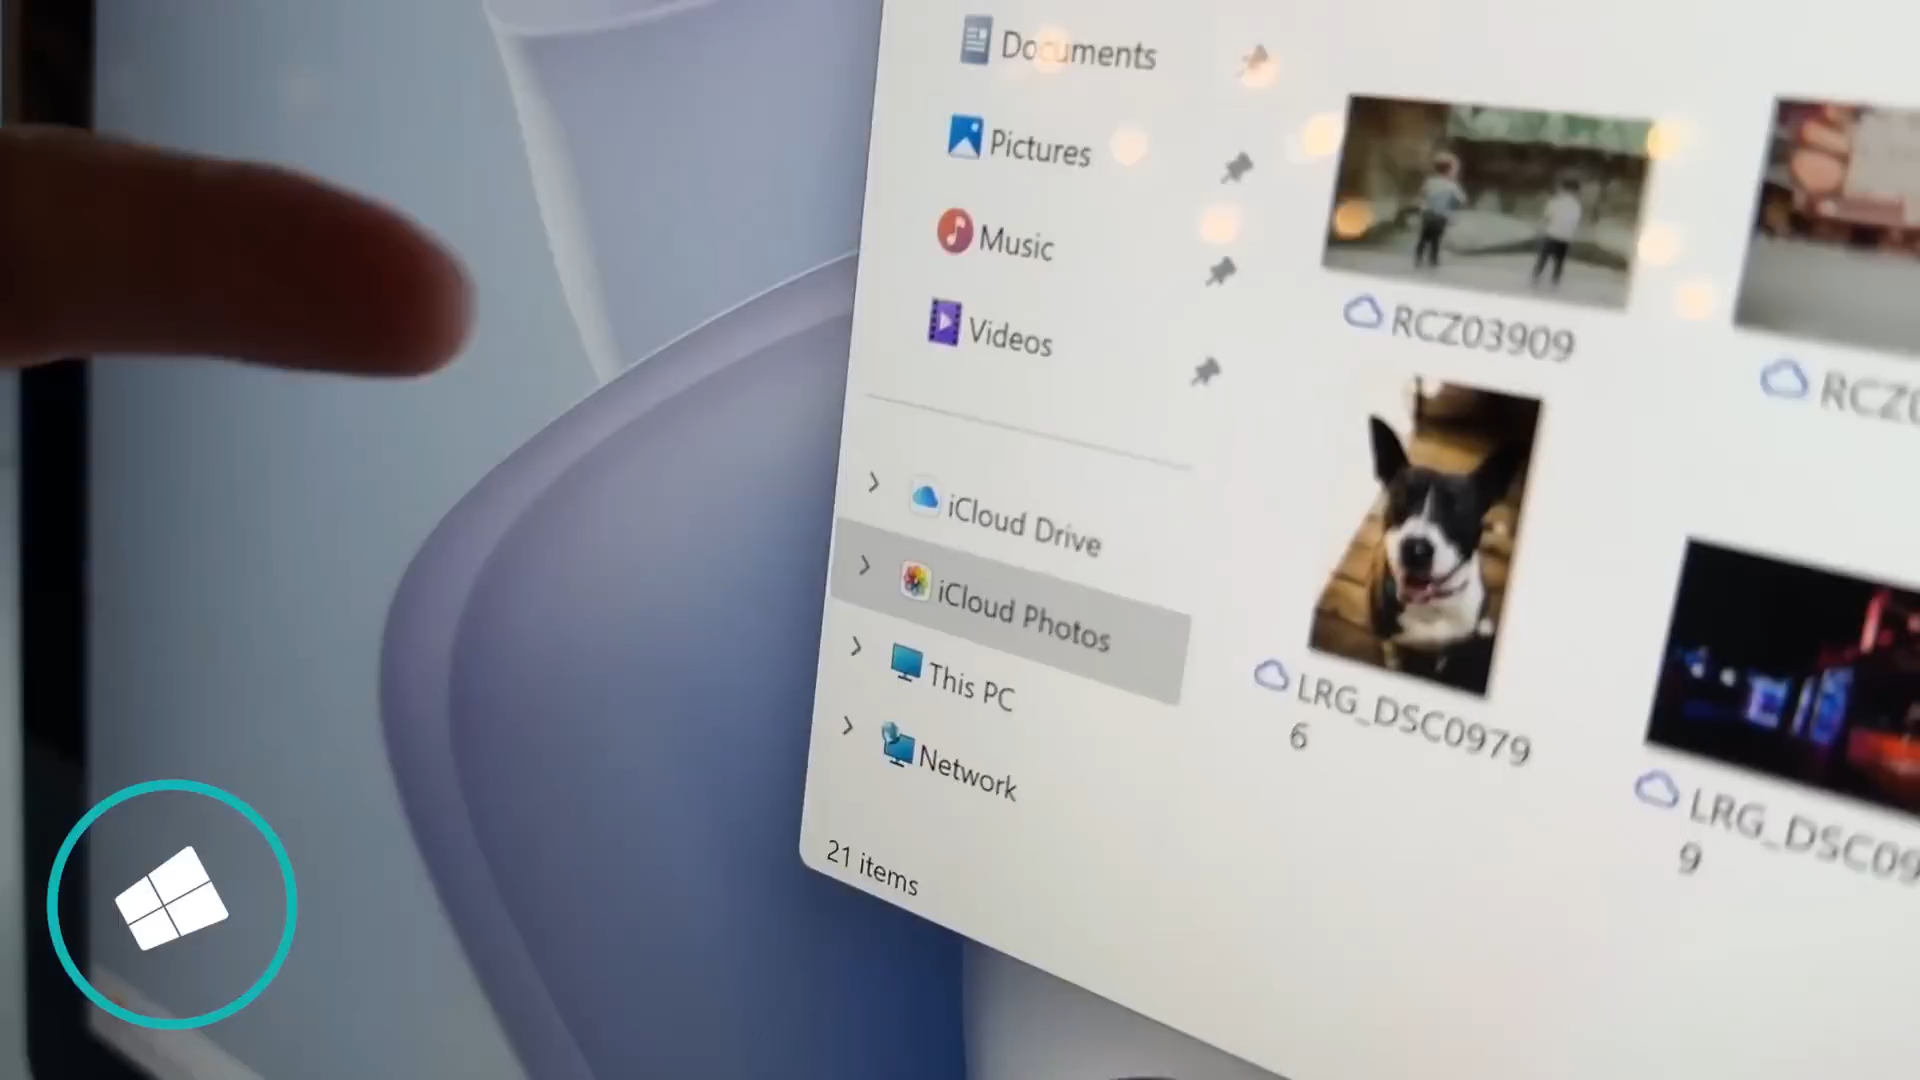 Documents
Pictures
Music
Videos
iCloud Drive
iCloud Photos
This PC
Network
21 items
RCZ03909
LRG_DSC0979
6
LRG_DSC09
9